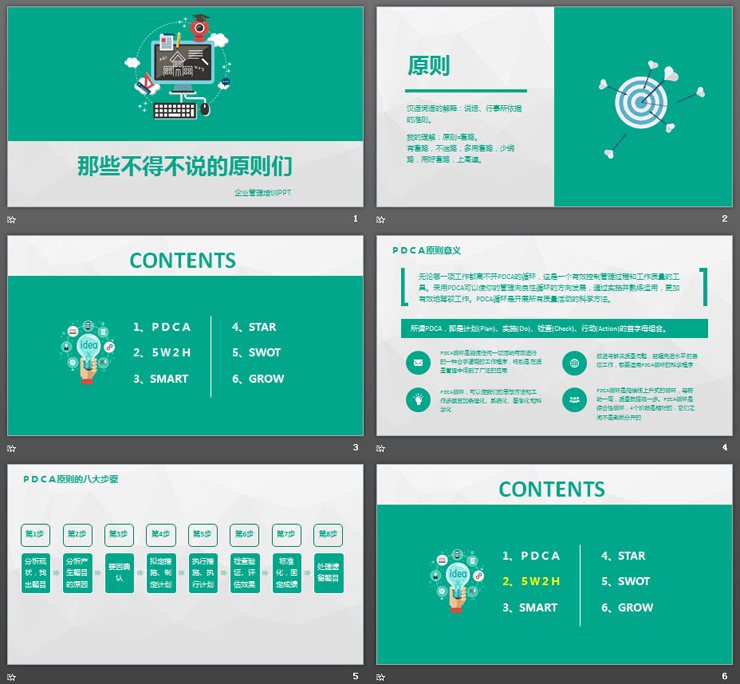 那些不得不说的原则们
企业管理培训PPT
1
原则
汉语词语的解释：说话、行事所依据
的准则。
我的理解：原则=套路。
有套路，不迷路，多用套路，少绕
路，用好套路，上高速。
2
CONTENTS
idea
1、P D C A
2、5 W 2 H
3、SMART
4、STAR
5、SWOT
6、GROW
3
P D C A原则意义
无论哪一项工作都离不开PDCA的循环，这是一个有效控制管理过程和工作质量的工
具。采用PDCA可以使你的管理向良性循环的方向发展，通过实施并熟练运用，更加
有效地驾驭工作。PDCA循环是开展所有质量活动的科学方法。
所谓PDCA，即是计划(Plan)、实施(Do)、检查(Check)、行动(Action)的首字母组合。
PDCA循环是能使任何一项活动有效进行
的一种合乎逻辑的工作程序，特别是在质
量管理中得到了广泛的应用
改进与解决质量问题，赶超先进水平的各
项工作，都要运用PDCA循环的科学程序
PDCA循环，可以使我们的思想方法和工
作步骤更加条理化、系统化、图像化和科
学化
PDCA循环是爬楼梯上升式的循环，每转
动一周，质量就提高一步。PDCA循环是
综合性循环，4个阶段是相对的，它们之
间不是截然分开的
4
P D C A原则的八大步骤
第1步
第2步
第3步
第4步
第5步
第6步
第7步
第8步
分析现
状，找
出题目
分析产
生题目
的原因
要因确
认
拟定措
施、制
定计划
执行措
施、执
行计划
检查验
证、评
估效果
标准
化，固
定成绩
处理遗
留题目
5
CONTENTS
idea
1、P D C A
2、5 W 2 H
3、SMART
4、STAR
5、SWOT
6、GROW
6